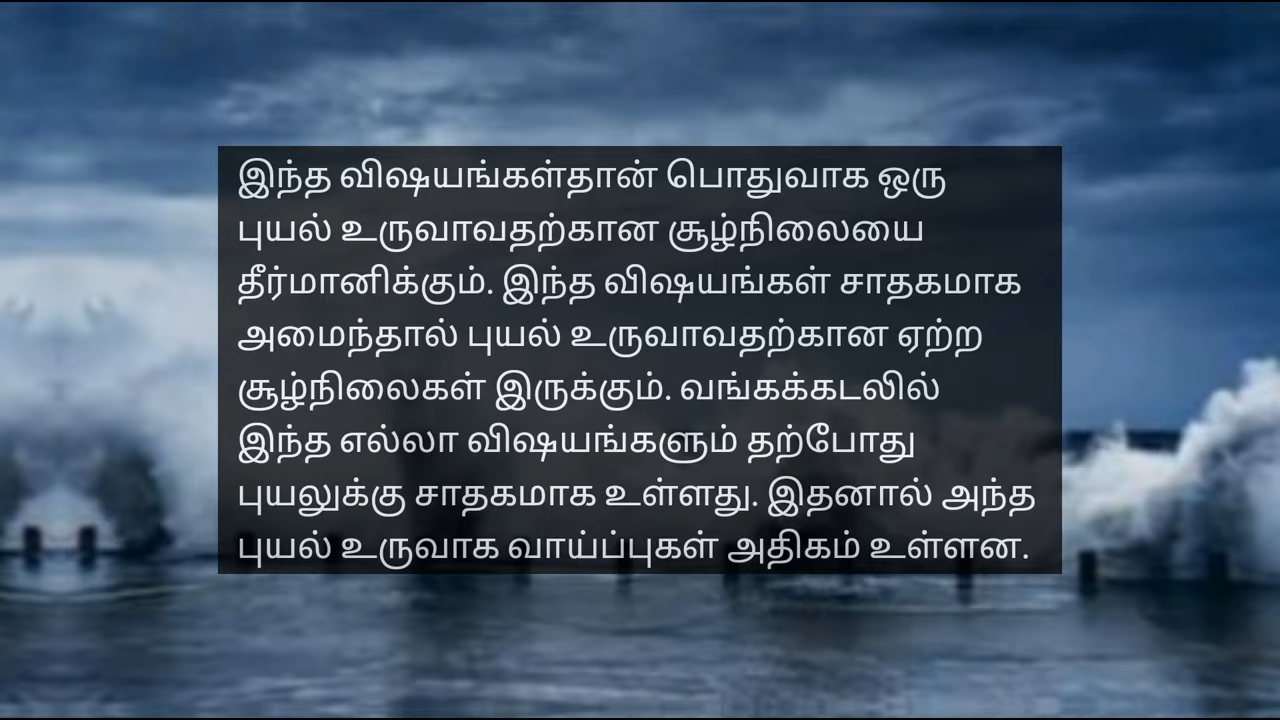 இந்த விஷயங்கள்தான் பொதுவாக ஒரு
புயல் உருவாவதற்கான சூழ்நிலையை
தீர்மானிக்கும். இந்த விஷயங்கள் சாதகமாக
அமைந்தால் புயல் உருவாவதற்கான ஏற்ற
சூழ்நிலைகள் இருக்கும். வங்கக்கடலில்
இந்த எல்லா விஷயங்களும் தற்போது
புயலுக்கு சாதகமாக உள்ளது. இதனால் அந்த
புயல் உருவாக வாய்ப்புகள் அதிகம் உள்ளன.